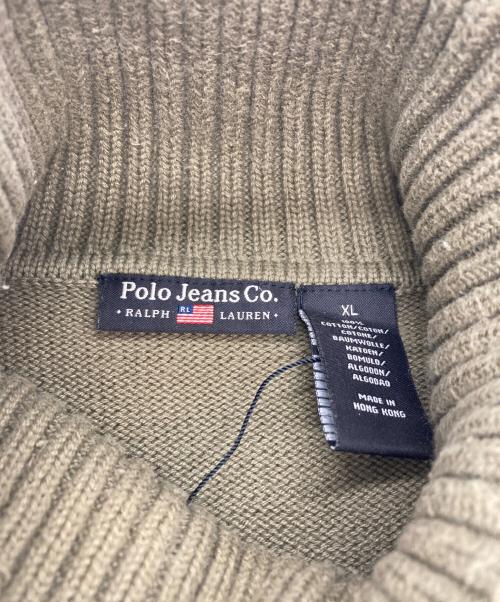 Polo Jeans Co.
• RALPH RL LAUREN •
XL
100%
COTTON/COTON/
COTONE/
BAUMWOLLE/
KATOEN/
BOMULD/
ALGODON/
ALGODAO
MADE IN
HONG KONG